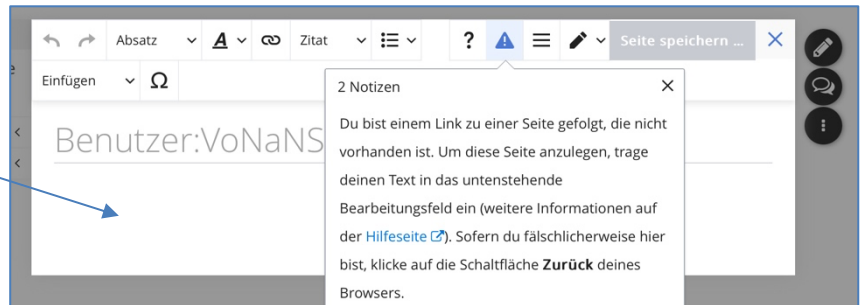 Absatz A Zitat ? Seite speichern ...
Einfügen Ω
2 Notizen
Benutzer:VoNaNS
Du bist einem Link zu einer Seite gefolgt, die nicht
vorhanden ist. Um diese Seite anzulegen, trage
deinen Text in das untenstehende
Bearbeitungsfeld ein (weitere Informationen auf
der Hilfeseite). Sofern du fälschlicherweise hier
bist, klicke auf die Schaltfläche Zurück deines
Browsers.